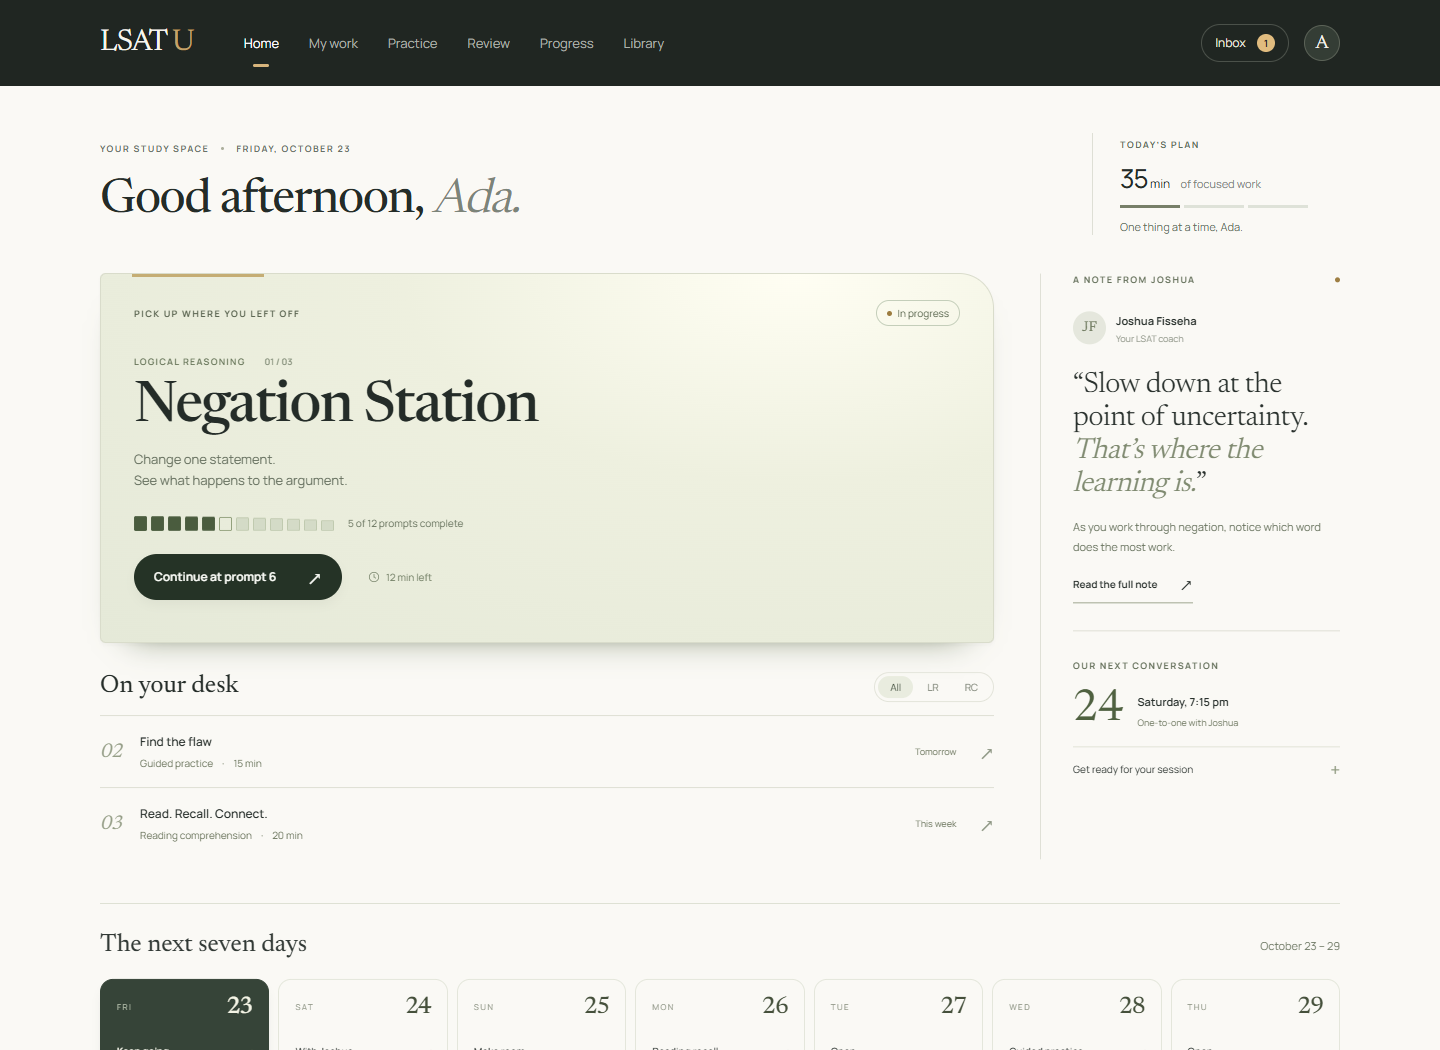 LSAT U
Home
My work
Practice
Review
Progress
Library
Inbox
1
A
YOUR STUDY SPACE • FRIDAY, OCTOBER 23
Good afternoon, Ada.
TODAY'S PLAN
35 min of focused work
One thing at a time, Ada.
PICK UP WHERE YOU LEFT OFF
In progress
LOGICAL REASONING 01 / 03
Negation Station
Change one statement.
See what happens to the argument.
5 of 12 prompts complete
Continue at prompt 6 ↗
12 min left
A NOTE FROM JOSHUA
JF
Joshua Fisseha
Your LSAT coach
“Slow down at the
point of uncertainty.
That’s where the
learning is.”
As you work through negation, notice which word
does the most work.
Read the full note ↗
OUR NEXT CONVERSATION
24
Saturday, 7:15 pm
One-to-one with Joshua
Get ready for your session +
On your desk
All
LR
RC
02
Find the flaw
Guided practice · 15 min
Tomorrow ↗
03
Read. Recall. Connect.
Reading comprehension · 20 min
This week ↗
The next seven days
October 23 – 29
FRI 23
SAT 24
SUN 25
MON 26
TUE 27
WED 28
THU 29